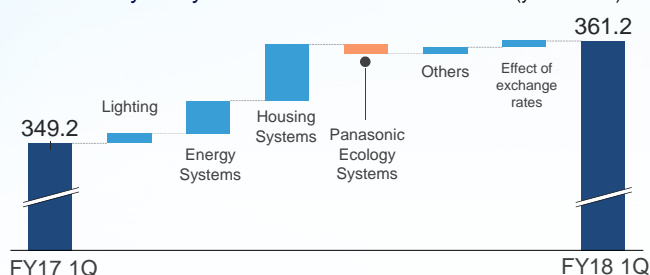 361.2
Lighting
349.2
Energy
Systems
Housing
Systems
Panasonic
Ecology
Systems
Others
Effect of
exchange
rates
FY17 1Q
FY18 1Q